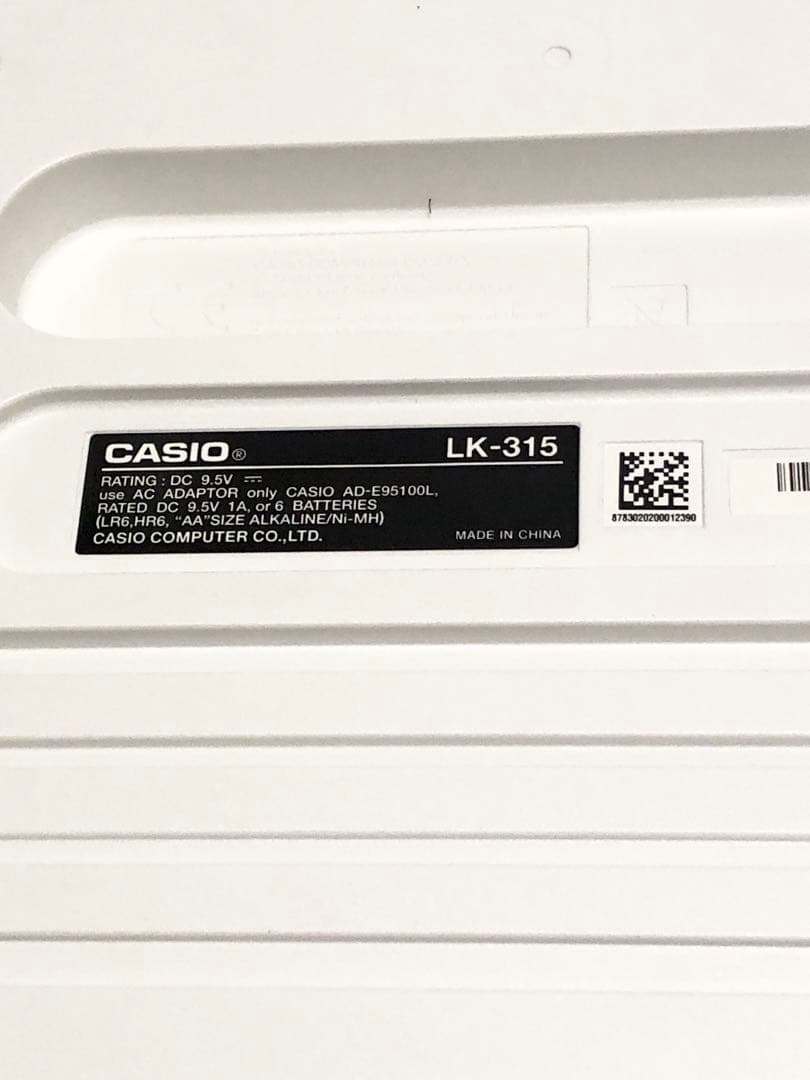 CASIO® LK-315
RATING : DC 9.5V ⎓
use AC ADAPTOR only CASIO AD-E95100L,
RATED DC 9.5V 1A, or 6 BATTERIES
(LR6,HR6, “AA”SIZE ALKALINE/Ni-MH)
CASIO COMPUTER CO.,LTD. MADE IN CHINA
8783020200012390